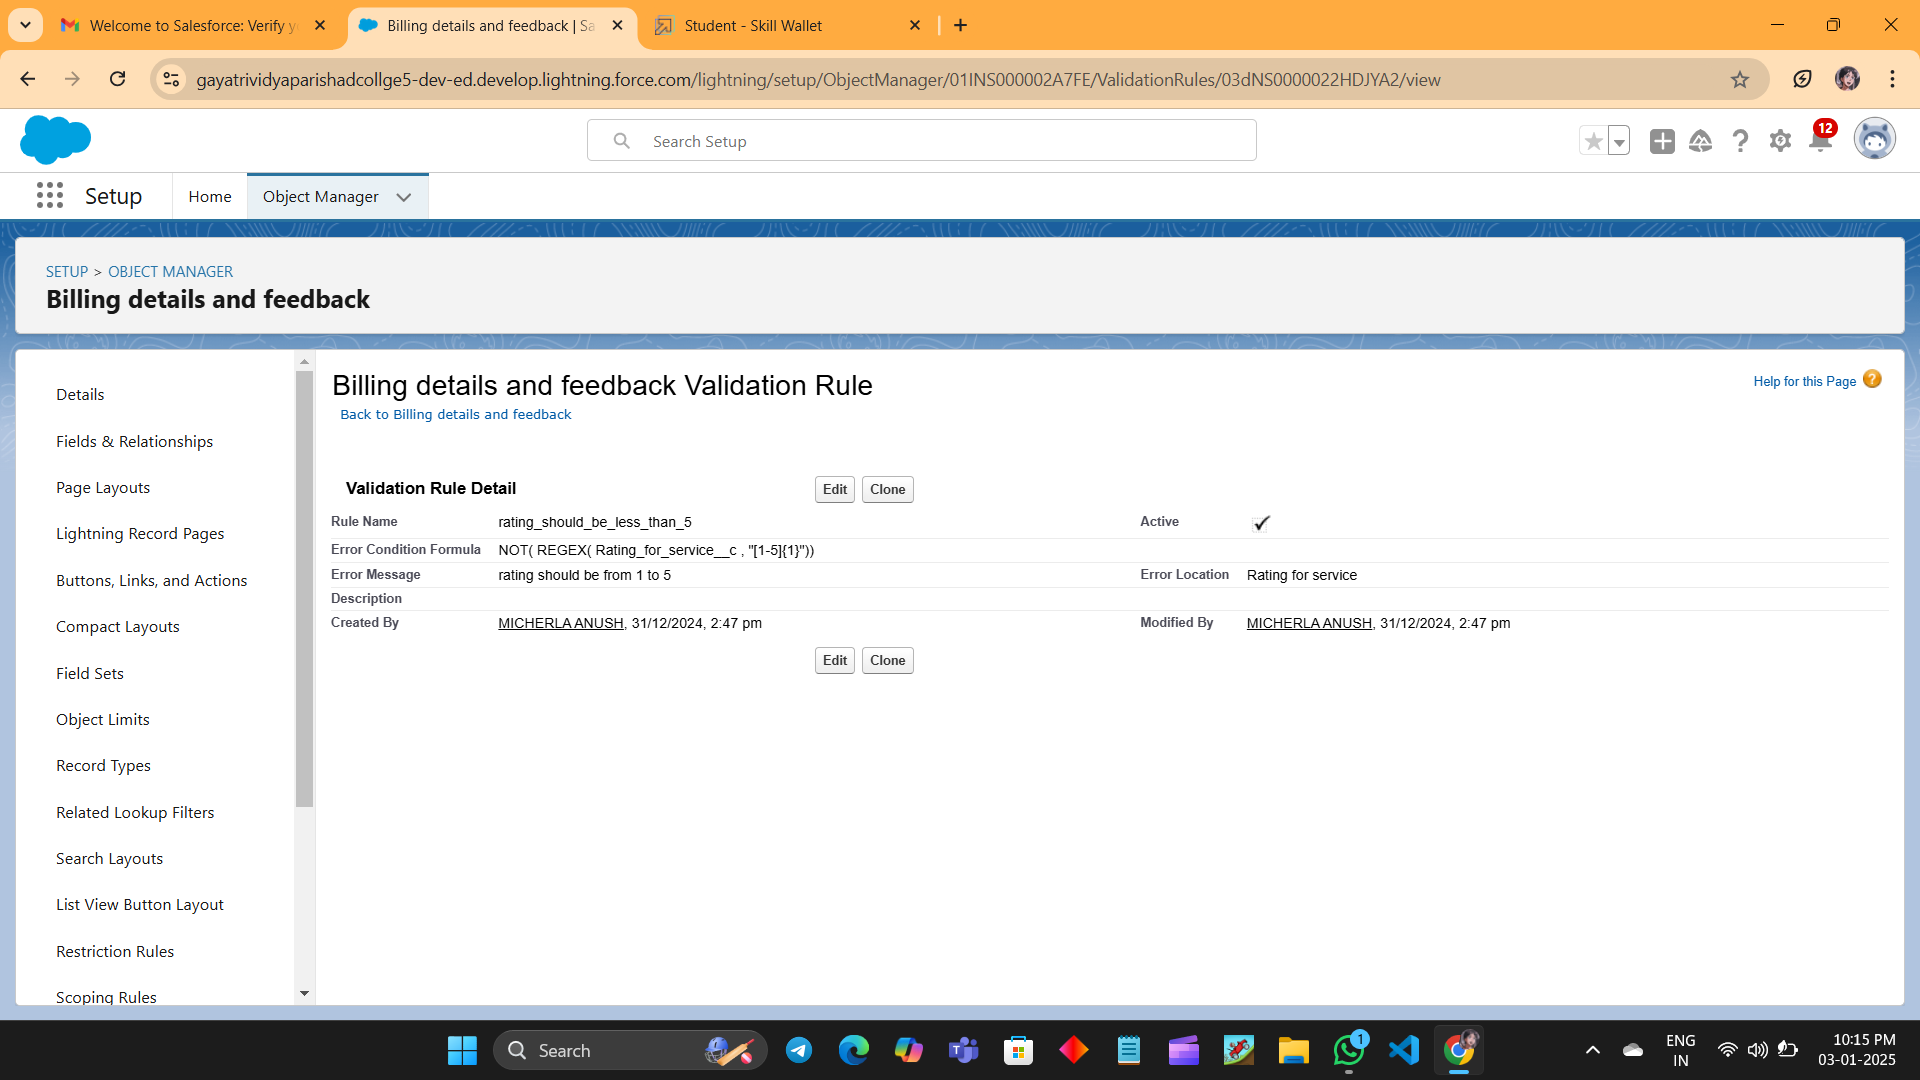 Welcome to Salesforce: Verify y
Billing details and feedback | Sa
Student - Skill Wallet
gayatrividyaparishadcollge5-dev-ed.develop.lightning.force.com/lightning/setup/ObjectManager/01INS000002A7FE/ValidationRules/03dNS0000022HDJYA2/view
Search Setup
12
Setup
Home
Object Manager
SETUP > OBJECT MANAGER
Billing details and feedback
Details
Fields & Relationships
Page Layouts
Lightning Record Pages
Buttons, Links, and Actions
Compact Layouts
Field Sets
Object Limits
Record Types
Related Lookup Filters
Search Layouts
List View Button Layout
Restriction Rules
Scoping Rules
Billing details and feedback Validation Rule
Help for this Page
Back to Billing details and feedback
Validation Rule Detail
Edit Clone
Rule Name rating_should_be_less_than_5 Active
Error Condition Formula NOT( REGEX( Rating_for_service__c , "[1-5]{1}"))
Error Message rating should be from 1 to 5 Error Location Rating for service
Description
Created By MICHERLA ANUSH, 31/12/2024, 2:47 pm Modified By MICHERLA ANUSH, 31/12/2024, 2:47 pm
Edit Clone
Search
1
ENG
IN
10:15 PM
03-01-2025